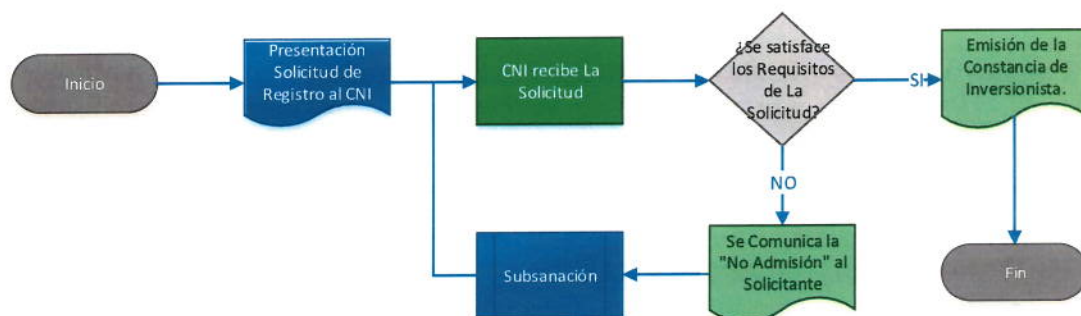 Inicio
Presentación
Solicitud de
Registro al CNI
CNI recibe La
Solicitud
¿Se satisface
los Requisitos
de La
Solicitud?
SI
Emisión de la
Constancia de
Inversionista.
NO
Se Comunica la
"No Admisión" al
Solicitante
Subsanación
Fin